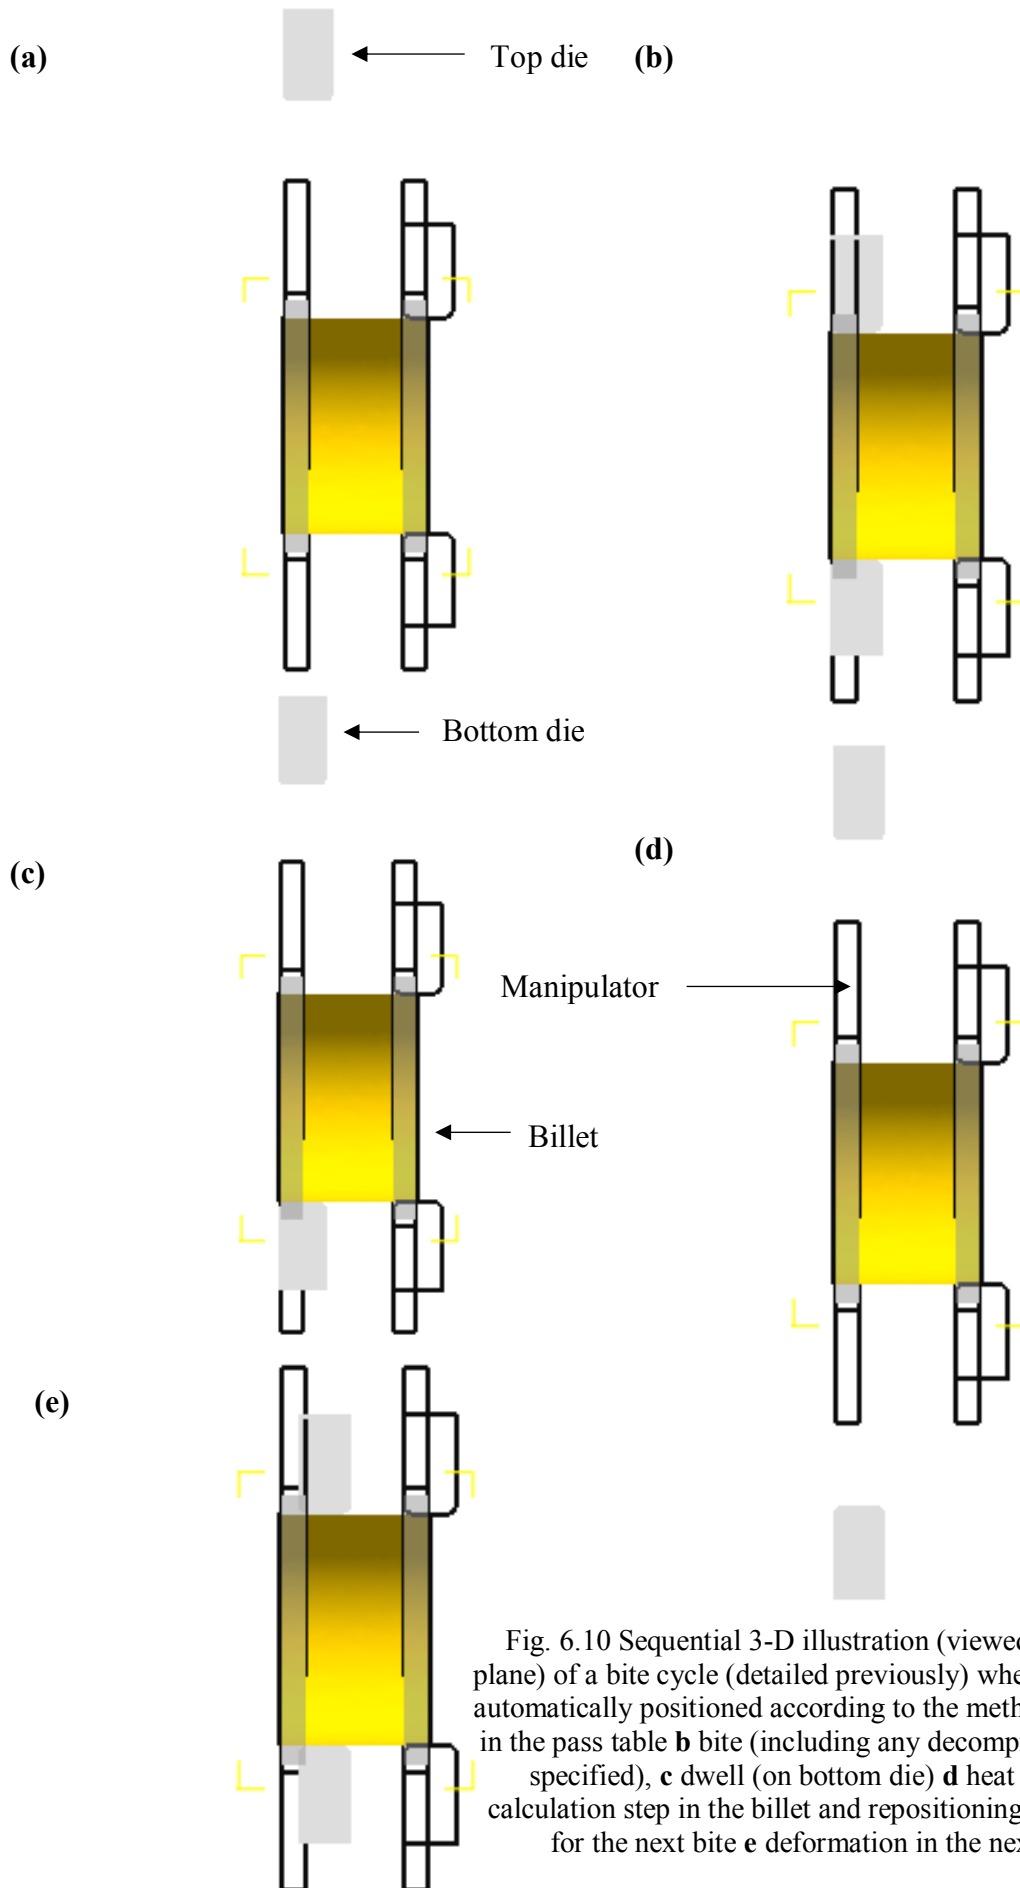 (a)
Top die
(b)
Bottom die
(c)
(d)
Manipulator
Billet
(e)
Fig. 6.10 Sequential 3-D illustration (viewed
plane) of a bite cycle (detailed previously) whe
automatically positioned according to the meth
in the pass table b bite (including any decomp
specified), c dwell (on bottom die) d heat
calculation step in the billet and repositioning
for the next bite e deformation in the nex